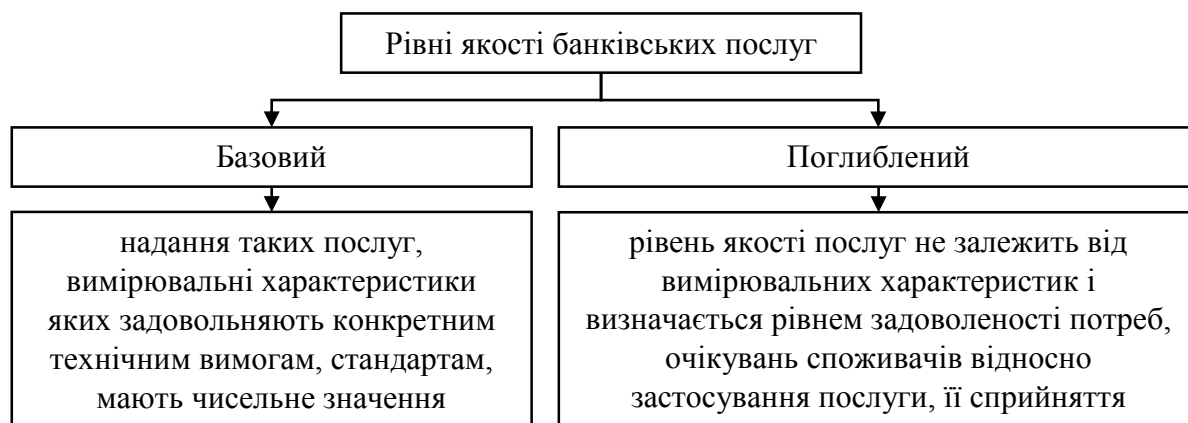 Рівні якості банківських послуг
Базовий
Поглиблений
надання таких послуг,
вимірювальні характеристики
яких задовольняють конкретним
технічним вимогам, стандартам,
мають чисельне значення
рівень якості послуг не залежить від
вимірювальних характеристик і
визначається рівнем задоволеності потреб,
очікувань споживачів відносно
застосування послуги, її сприйняття